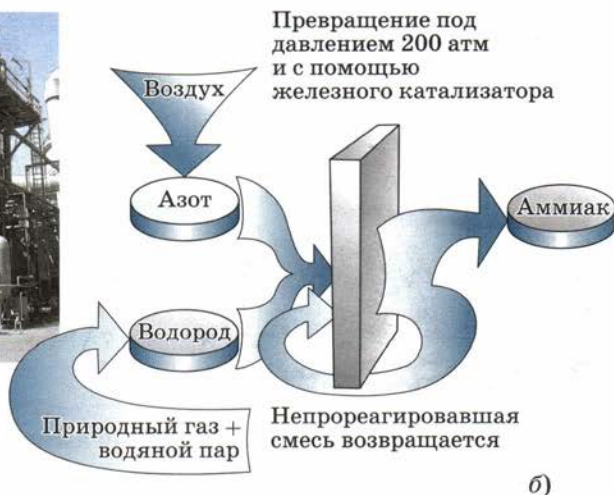 Превращение под
давлением 200 атм
и с помощью
железного катализатора
Воздух
Азот
Аммиак
Водород
Природный газ +
водяной пар
Непрореагировавшая
смесь возвращается
б)